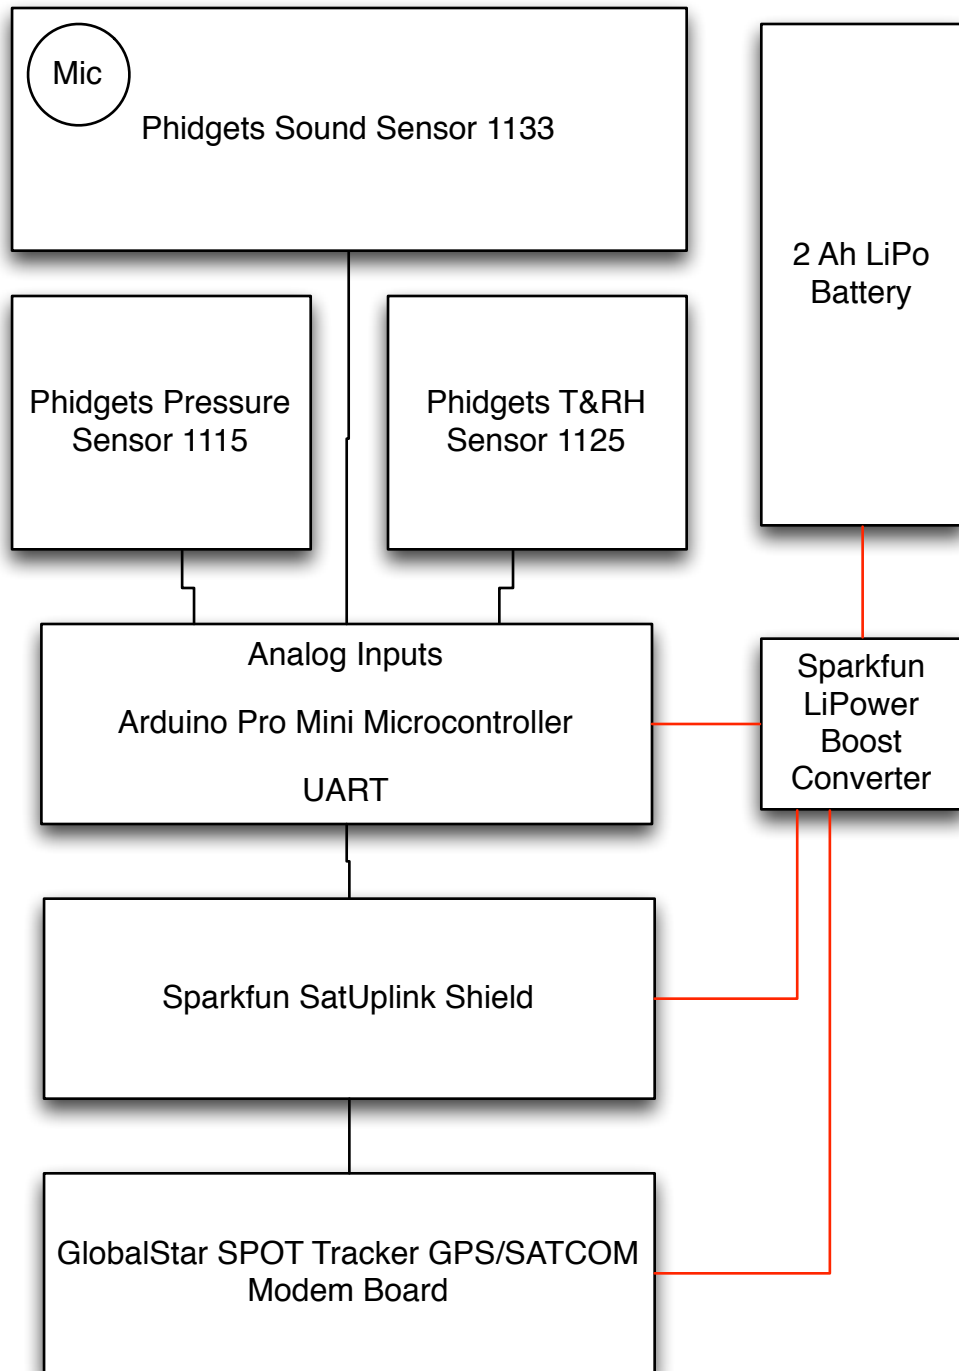 Mic
Phidgets Sound Sensor 1133
2 Ah LiPo
Battery
Phidgets Pressure
Sensor 1115
Phidgets T&RH
Sensor 1125
Analog Inputs
Arduino Pro Mini Microcontroller
UART
Sparkfun
LiPower
Boost
Converter
Sparkfun SatUplink Shield
GlobalStar SPOT Tracker GPS/SATCOM
Modem Board